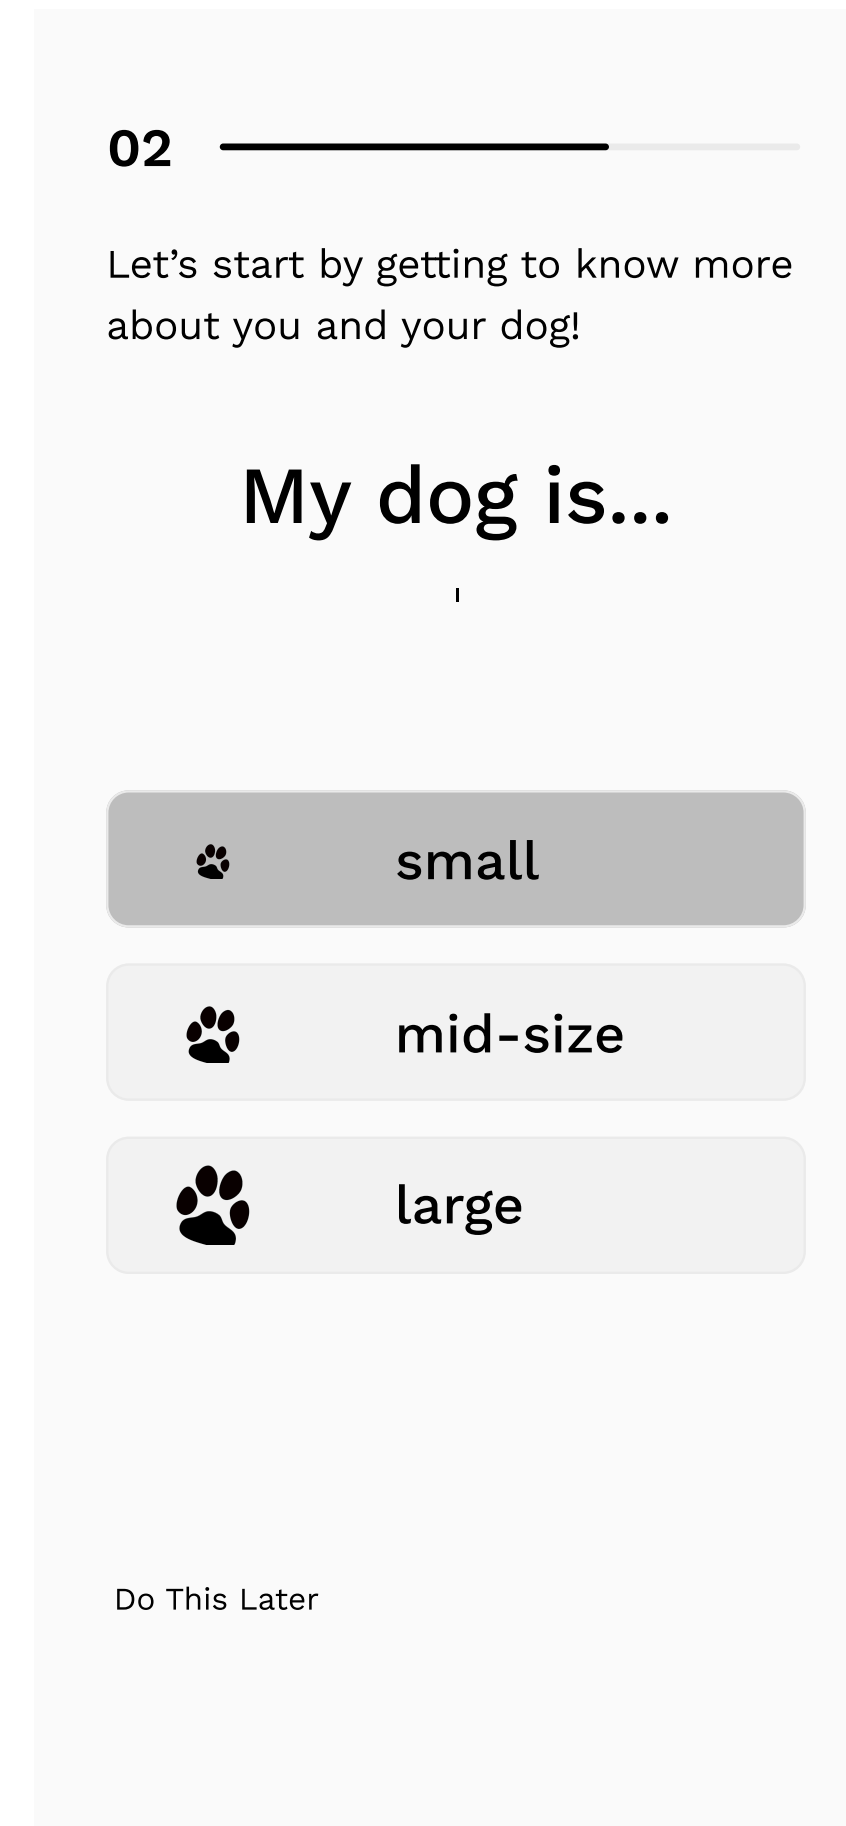 02
Let’s start by getting to know more
about you and your dog!
My dog is...
small
mid-size
large
Do This Later